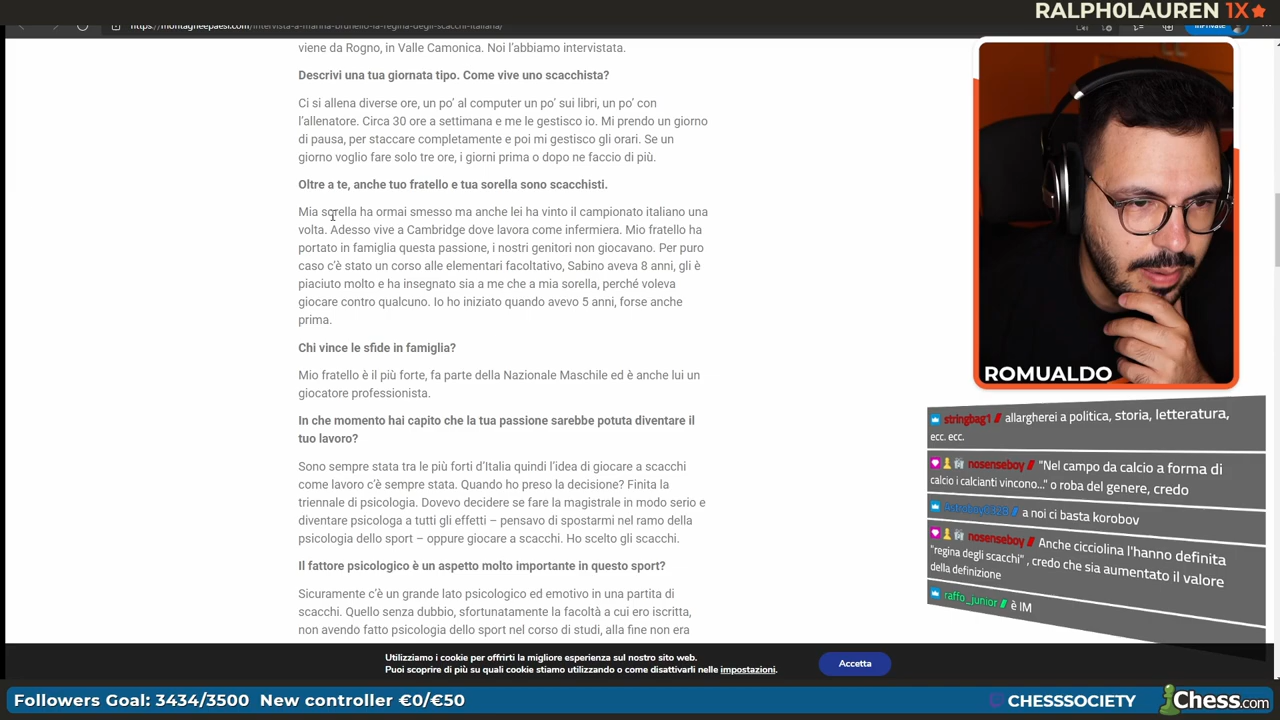 RALPH0LAUREN 1X
https://montagneepaesi.com/intervista-a-marina-brunello-la-regina-degli-scacchi-italiana/
InPrivate
viene da Rogno, in Valle Camonica. Noi l’abbiamo intervistata.
Descrivi una tua giornata tipo. Come vive uno scacchista?
Ci si allena diverse ore, un po’ al computer un po’ sui libri, un po’ con
l’allenatore. Circa 30 ore a settimana e me le gestisco io. Mi prendo un giorno
di pausa, per staccare completamente e poi mi gestisco gli orari. Se un
giorno voglio fare solo tre ore, i giorni prima o dopo ne faccio di più.
Oltre a te, anche tuo fratello e tua sorella sono scacchisti.
Mia sorella ha ormai smesso ma anche lei ha vinto il campionato italiano una
volta. Adesso vive a Cambridge dove lavora come infermiera. Mio fratello ha
portato in famiglia questa passione, i nostri genitori non giocavano. Per puro
caso c’è stato un corso alle elementari facoltativo, Sabino aveva 8 anni, gli è
piaciuto molto e ha insegnato sia a me che a mia sorella, perché voleva
giocare contro qualcuno. Io ho iniziato quando avevo 5 anni, forse anche
prima.
Chi vince le sfide in famiglia?
Mio fratello è il più forte, fa parte della Nazionale Maschile ed è anche lui un
giocatore professionista.
In che momento hai capito che la tua passione sarebbe potuta diventare il
tuo lavoro?
Sono sempre stata tra le più forti d’Italia quindi l’idea di giocare a scacchi
come lavoro c’è sempre stata. Quando ho preso la decisione? Finita la
triennale di psicologia. Dovevo decidere se fare la magistrale in modo serio e
diventare psicologa a tutti gli effetti – pensavo di spostarmi nel ramo della
psicologia dello sport – oppure giocare a scacchi. Ho scelto gli scacchi.
Il fattore psicologico è un aspetto molto importante in questo sport?
Sicuramente c’è un grande lato psicologico ed emotivo in una partita di
scacchi. Quello senza dubbio, sfortunatamente la facoltà a cui ero iscritta,
non avendo fatto psicologia dello sport nel corso di studi, alla fine non era
Utilizziamo i cookie per offrirti la migliore esperienza sul nostro sito web.
Puoi scoprire di più su quali cookie stiamo utilizzando o come disattivarli nelle impostazioni.
Accetta
ROMUALDO
stringbag1 allargherei a politica, storia, letteratura,
ecc. ecc.
nosenseboy "Nel campo da calcio a forma di
calcio i calcianti vincono..." o roba del genere, credo
a noi ci basta korobov
nosenseboy Anche cicciolina l'hanno definita
"regina degli scacchi" , credo che sia aumentato il valore
della definizione
raffo_junior è IM
Followers Goal: 3434/3500 New controller €0/€50
CHESSSOCIETY
Chess.com